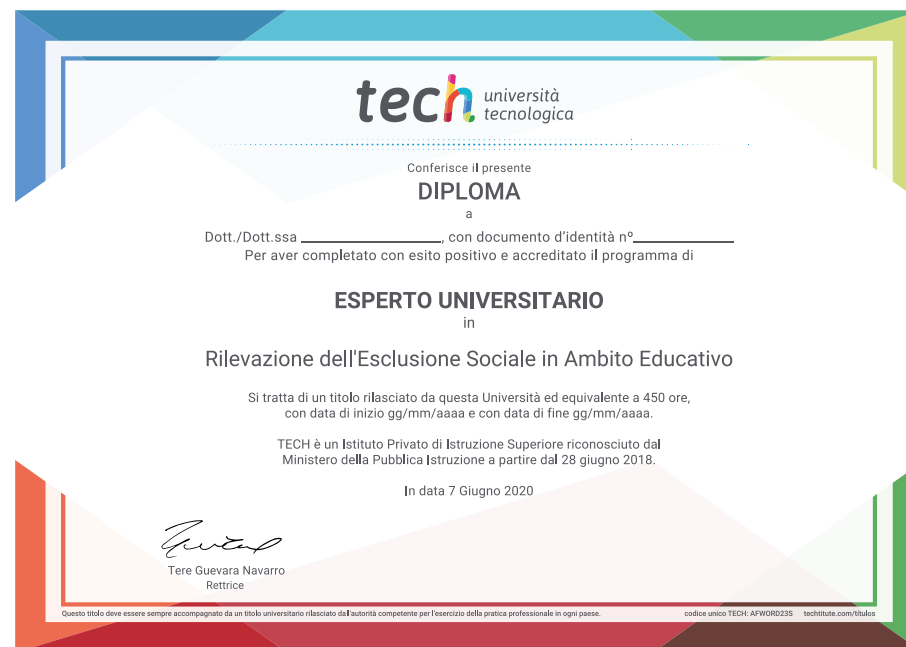 tech università
tecnologica
Conferisce il presente
DIPLOMA
a
Dott./Dott.ssa ____________________, con documento d'identità nº______________
Per aver completato con esito positivo e accreditato il programma di
ESPERTO UNIVERSITARIO
in
Rilevazione dell'Esclusione Sociale in Ambito Educativo
Si tratta di un titolo rilasciato da questa Università ed equivalente a 450 ore,
con data di inizio gg/mm/aaaa e con data di fine gg/mm/aaaa.
TECH è un Istituto Privato di Istruzione Superiore riconosciuto dal
Ministero della Pubblica Istruzione a partire dal 28 giugno 2018.
In data 7 Giugno 2020
Tere Guevara Navarro
Rettrice
Questo titolo deve essere sempre accompagnato da un titolo universitario rilasciato dall'autorità competente per l'esercizio della pratica professionale in ogni paese. codice unico TECH: AFWORD23S techtitute.com/titulos